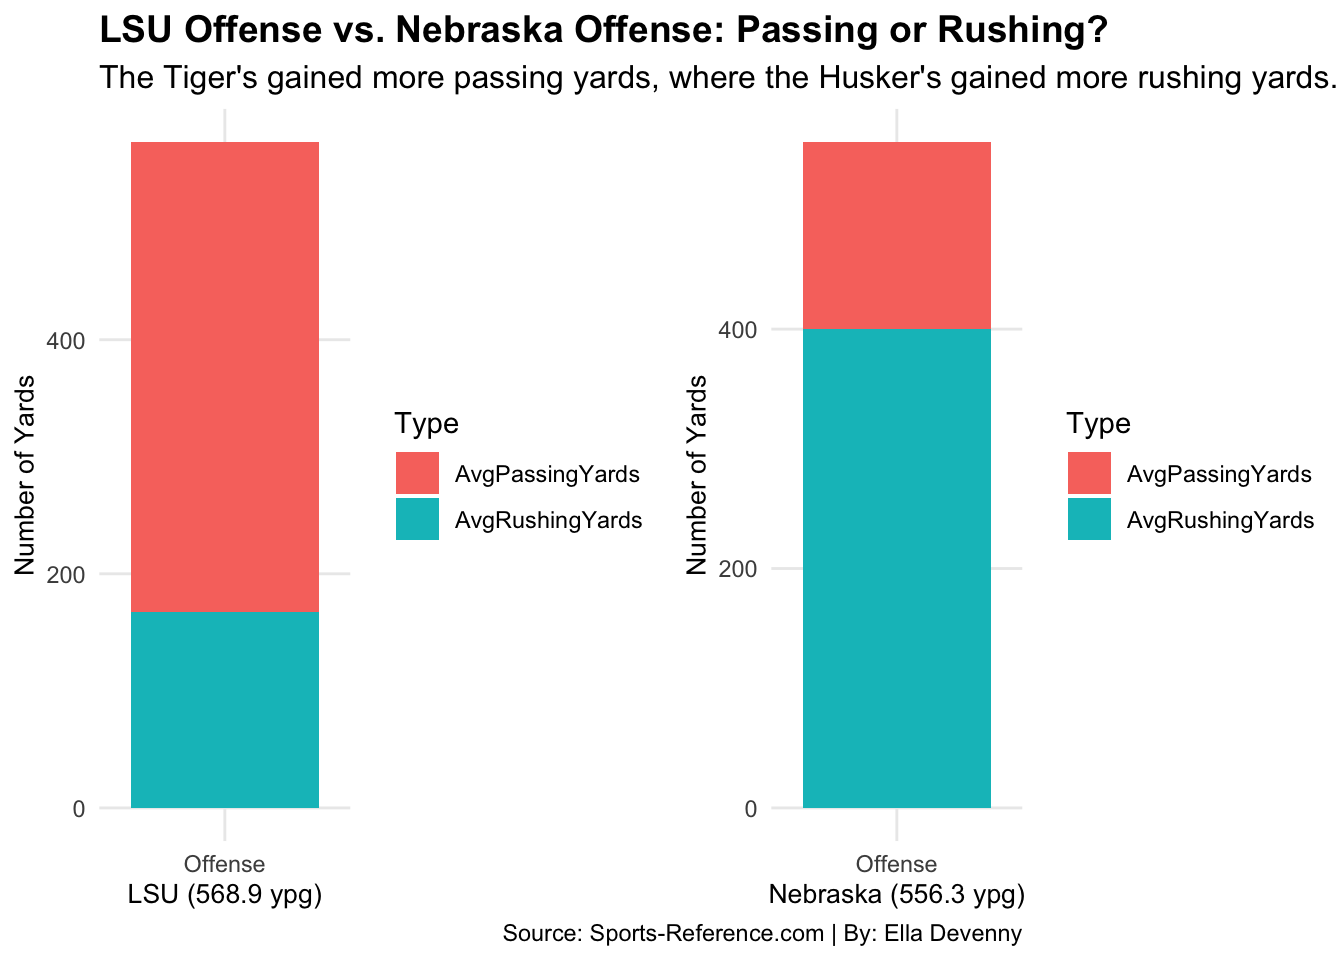 LSU Offense vs. Nebraska Offense: Passing or Rushing?
The Tiger's gained more passing yards, where the Husker's gained more rushing yards.
Number of Yards
400
200
0
Offense
LSU (568.9 ypg)
Type
AvgPassingYards
AvgRushingYards
Number of Yards
400
200
0
Offense
Nebraska (556.3 ypg)
Type
AvgPassingYards
AvgRushingYards
Source: Sports-Reference.com | By: Ella Devenny